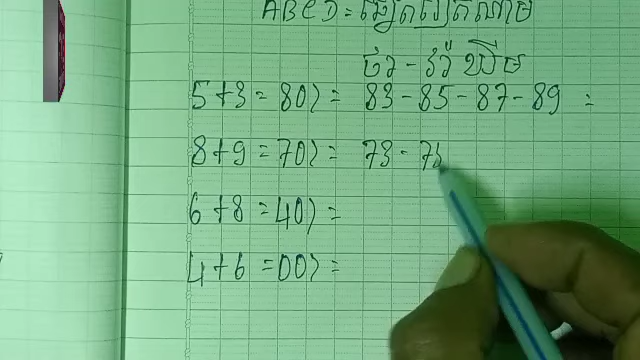 ABCD =
5+3 = 80) = 83 - 85 - 87 - 89 =
8+9 = 70) = 73 - 7
6+8 = 40) =
4+6 = 00) =